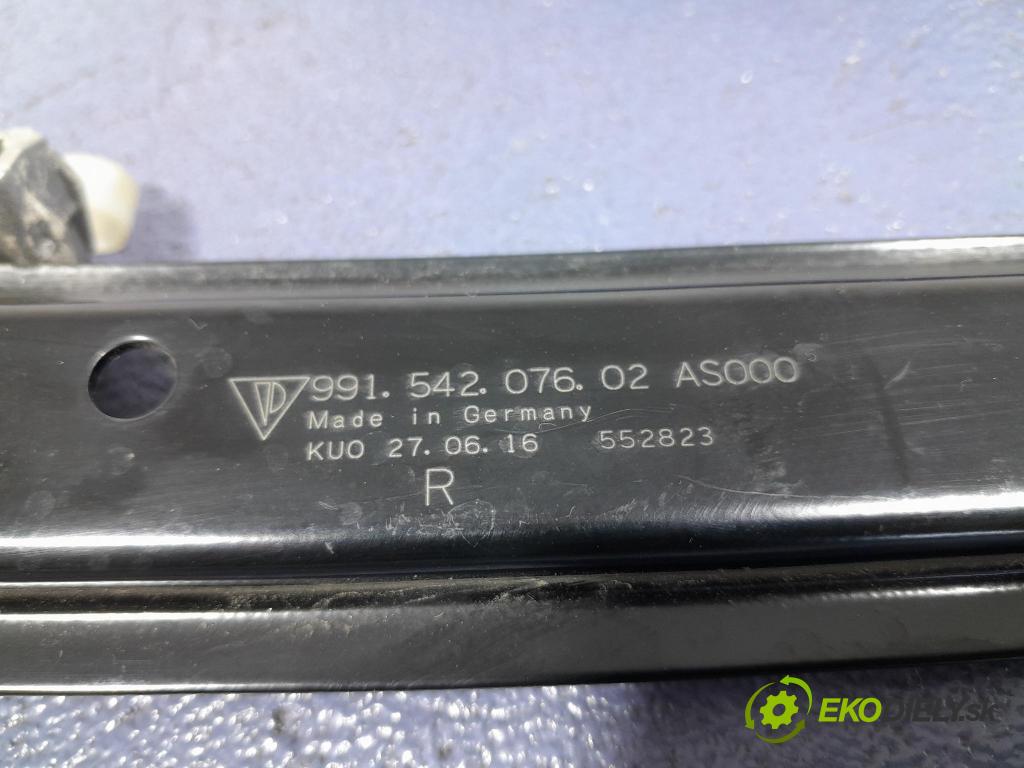 991. 542. 076. 02 AS000
Made in Germany
KUO 27. 06. 16 552823
R
EKODIELY.SK